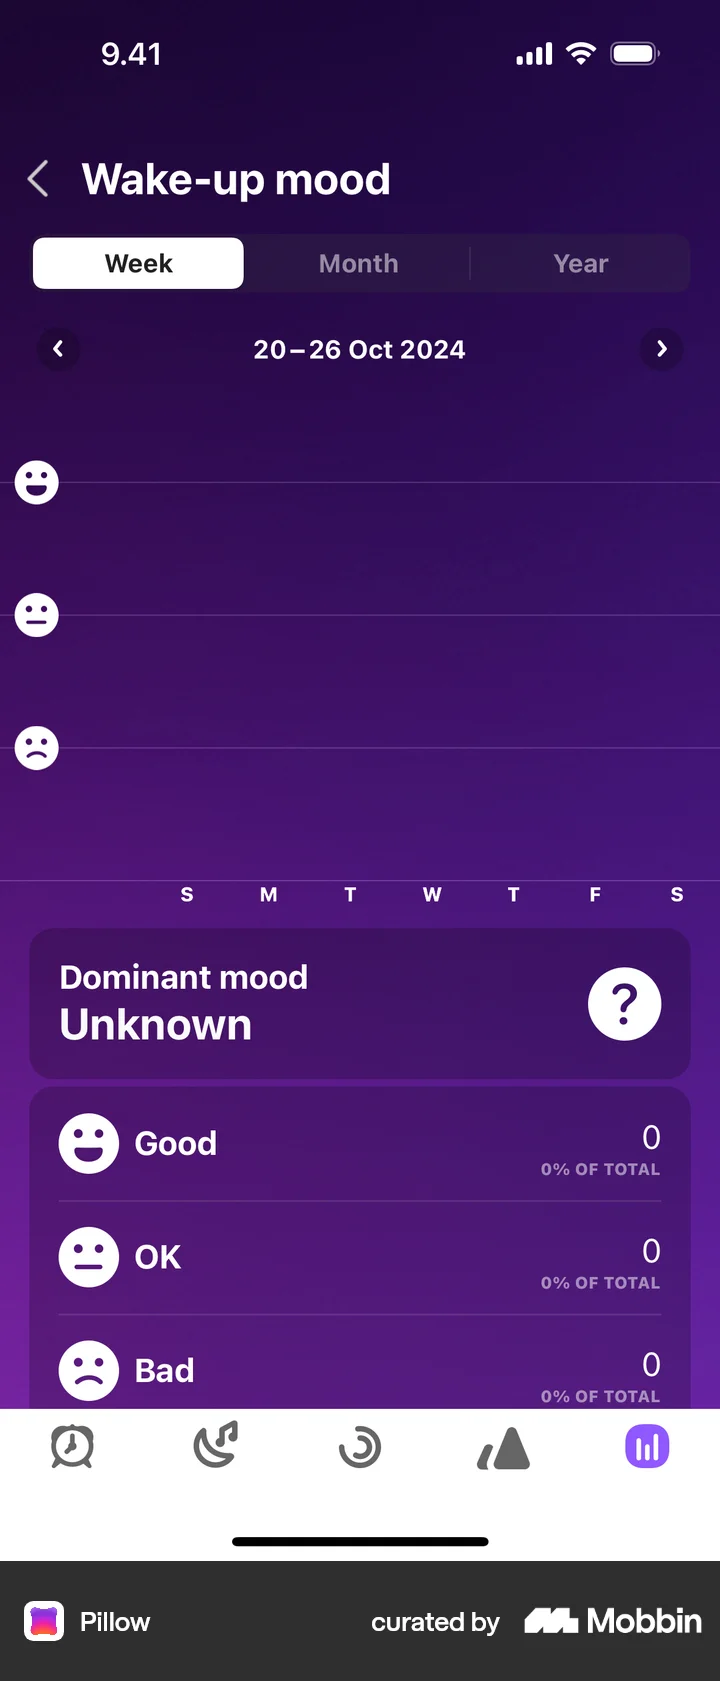 9.41
Wake-up mood
Week Month Year
20–26 Oct 2024
S M T W T F S
Dominant mood
Unknown
?
Good 0
0% OF TOTAL
OK 0
0% OF TOTAL
Bad 0
0% OF TOTAL
Pillow curated by Mobbin